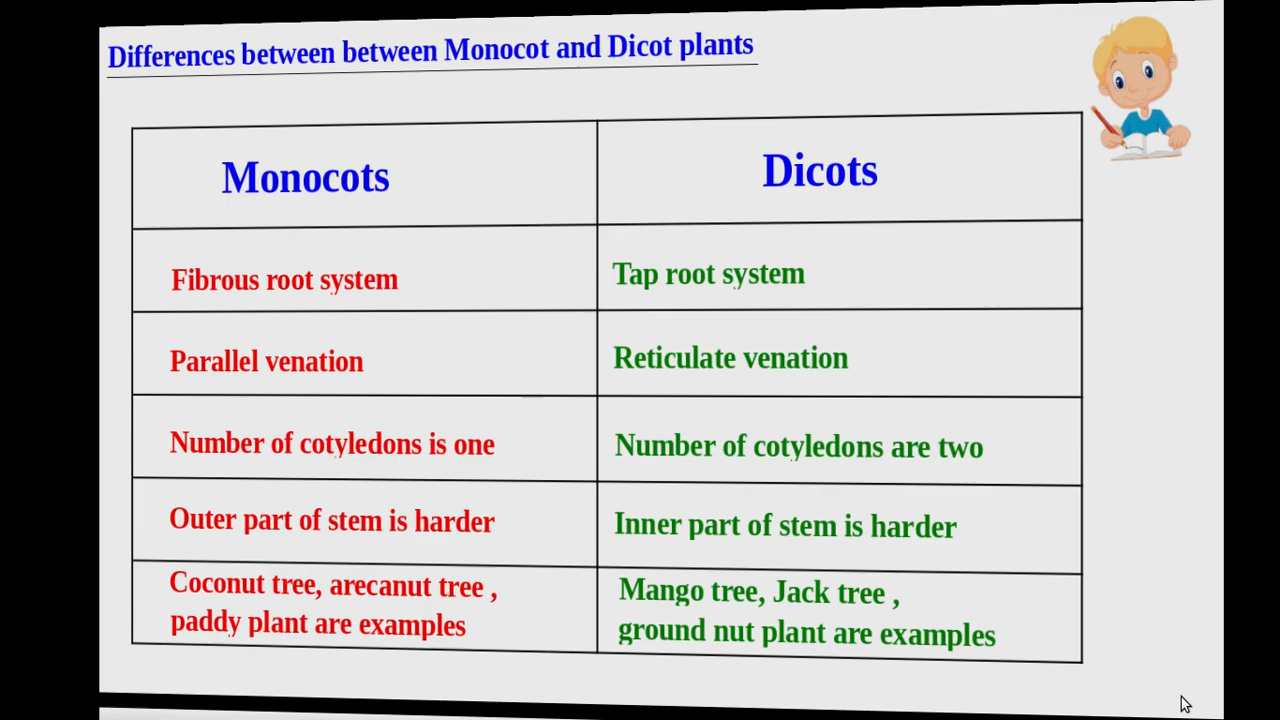 Differences between between Monocot and Dicot plants
Monocots
Dicots
Fibrous root system
Tap root system
Parallel venation
Reticulate venation
Number of cotyledons is one
Number of cotyledons are two
Outer part of stem is harder
Inner part of stem is harder
Coconut tree, arecanut tree ,
paddy plant are examples
Mango tree, Jack tree ,
ground nut plant are examples